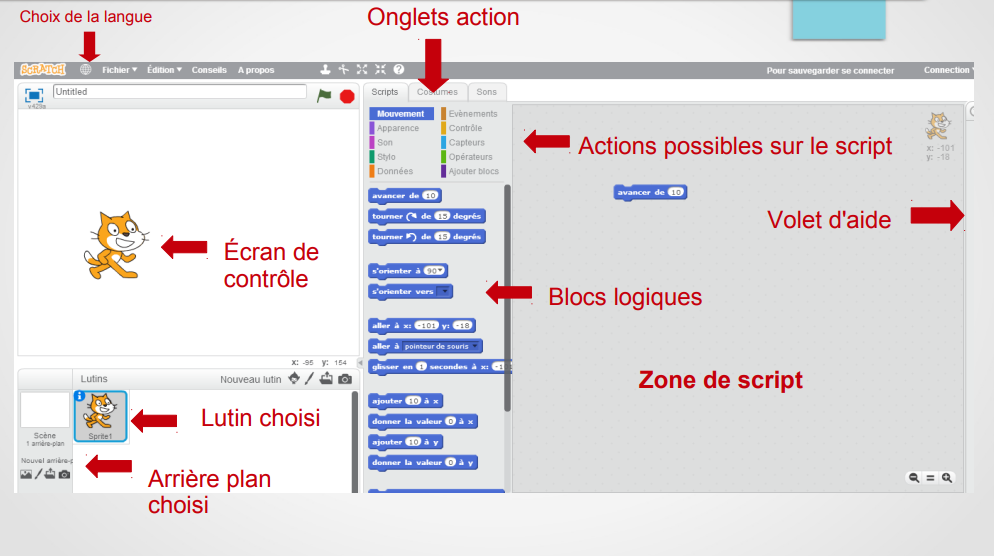 Choix de la langue
Onglets action
SCRATCH Fichier Édition Conseils A propos
Pour sauvegarder se connecter Connection
Untitled
v429a
Scripts Costumes Sons
Mouvement Evènements
Apparence Contrôle
Son Capteurs
Stylo Opérateurs
Données Ajouter blocs
Actions possibles sur le script
x: -101
y: -18
avancer de 10
avancer de 10
tourner de 15 degrés
tourner de 15 degrés
Volet d'aide
Écran de
contrôle
s'orienter à 90
s'orienter vers
Blocs logiques
aller à x: -101 y: -18
aller à pointeur de souris
glisser en 1 secondes à x: -1
x: -95 y: 154
Lutins Nouveau lutin
Zone de script
ajouter 10 à x
donner la valeur 0 à x
ajouter 10 à y
donner la valeur 0 à y
Lutin choisi
Sprite1
Scène
1 arrière-plan
Nouvel arrière-p
Arrière plan
choisi